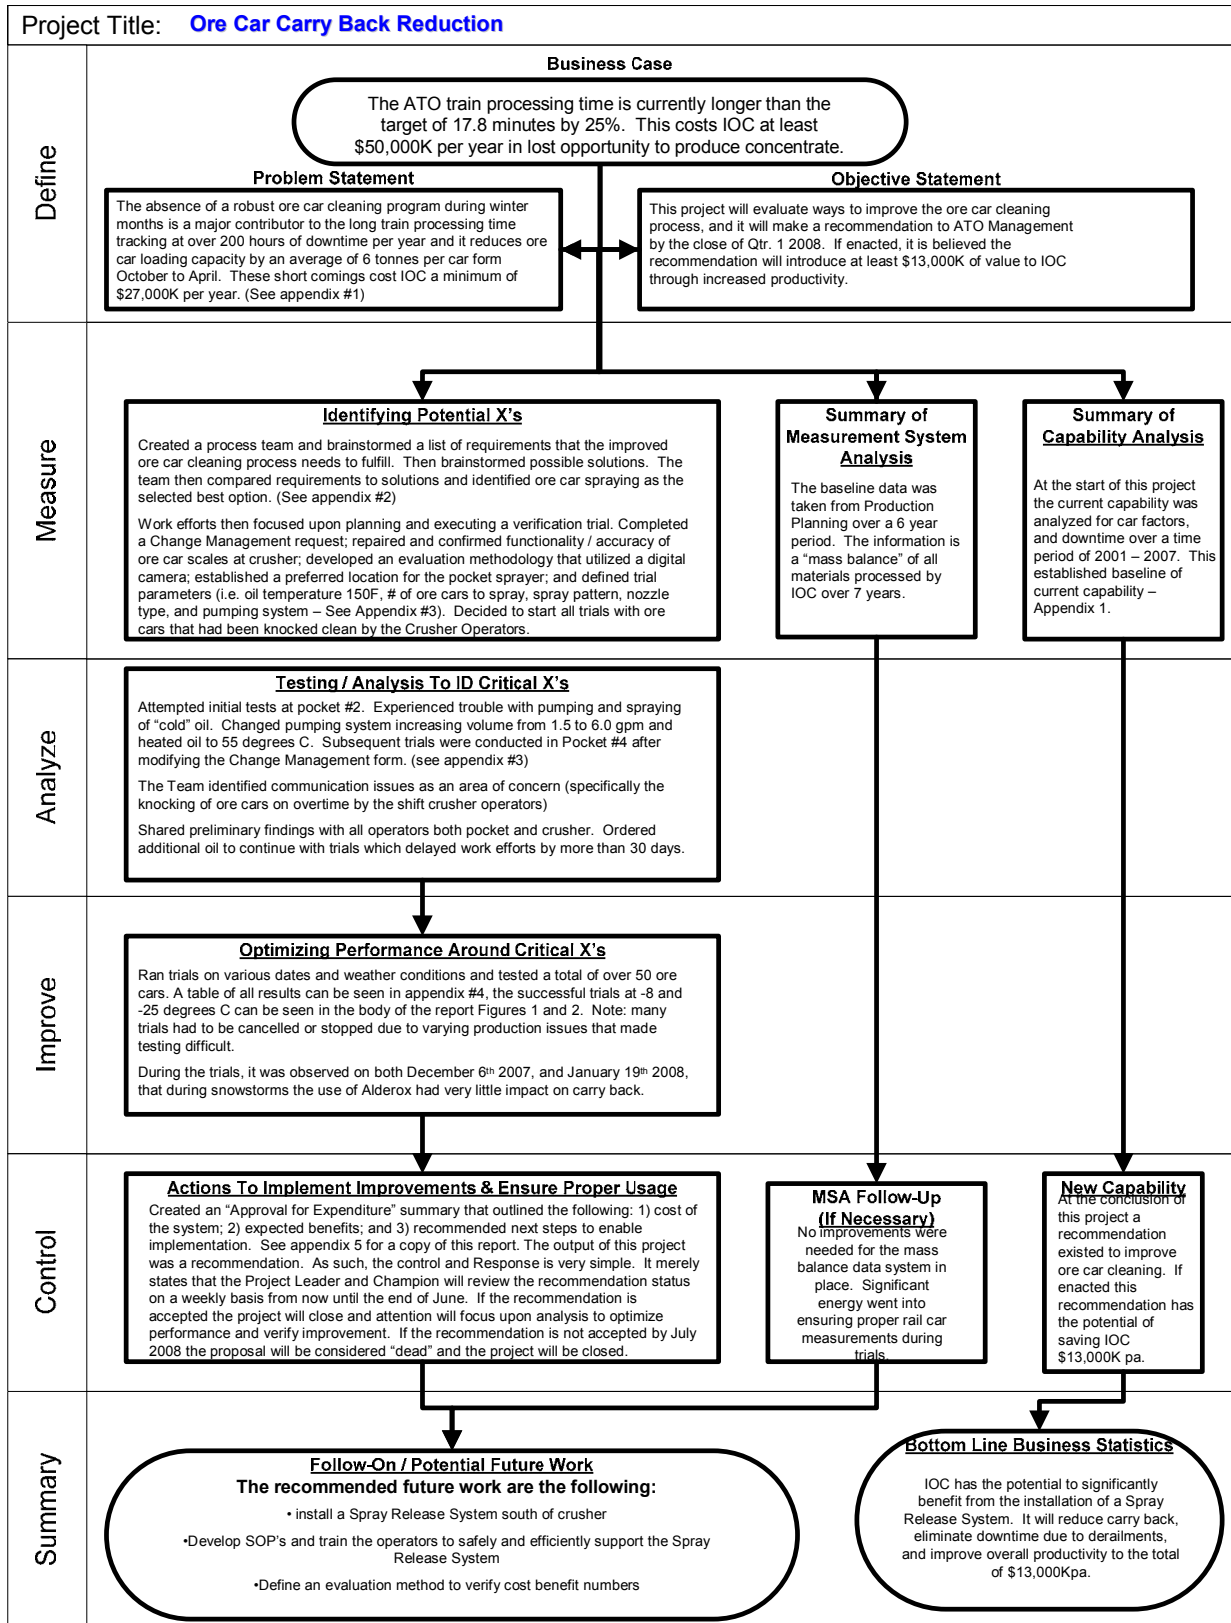 Project Title: Ore Car Carry Back Reduction
Define
Business Case
The ATO train processing time is currently longer than the
target of 17.8 minutes by 25%. This costs IOC at least
$50,000K per year in lost opportunity to produce concentrate.
Problem Statement
The absence of a robust ore car cleaning program during winter
months is a major contributor to the long train processing time
tracking at over 200 hours of downtime per year and it reduces ore
car loading capacity by an average of 6 tonnes per car form
October to April. These short comings cost IOC a minimum of
$27,000K per year. (See appendix #1)
Objective Statement
This project will evaluate ways to improve the ore car cleaning
process, and it will make a recommendation to ATO Management
by the close of Qtr. 1 2008. If enacted, it is believed the
recommendation will introduce at least $13,000K of value to IOC
through increased productivity.
Measure
Identifying Potential X's
Created a process team and brainstormed a list of requirements that the improved
ore car cleaning process needs to fulfill. Then brainstormed possible solutions. The
team then compared requirements to solutions and identified ore car spraying as the
selected best option. (See appendix #2)
Work efforts then focused upon planning and executing a verification trial. Completed
a Change Management request; repaired and confirmed functionality / accuracy of
ore car scales at crusher; developed an evaluation methodology that utilized a digital
camera; established a preferred location for the pocket sprayer; and defined trial
parameters (i.e. oil temperature 150F, # of ore cars to spray, spray pattern, nozzle
type, and pumping system – See Appendix #3). Decided to start all trials with ore
cars that had been knocked clean by the Crusher Operators.
Summary of
Measurement System
Analysis
The baseline data was
taken from Production
Planning over a 6 year
period. The information is
a “mass balance” of all
materials processed by
IOC over 7 years.
Summary of
Capability Analysis
At the start of this project
the current capability was
analyzed for car factors,
and downtime over a time
period of 2001 – 2007. This
established baseline of
current capability –
Appendix 1.
Analyze
Testing / Analysis To ID Critical X's
Attempted initial tests at pocket #2. Experienced trouble with pumping and spraying
of “cold” oil. Changed pumping system increasing volume from 1.5 to 6.0 gpm and
heated oil to 55 degrees C. Subsequent trials were conducted in Pocket #4 after
modifying the Change Management form. (see appendix #3)
The Team identified communication issues as an area of concern (specifically the
knocking of ore cars on overtime by the shift crusher operators)
Shared preliminary findings with all operators both pocket and crusher. Ordered
additional oil to continue with trials which delayed work efforts by more than 30 days.
Improve
Optimizing Performance Around Critical X's
Ran trials on various dates and weather conditions and tested a total of over 50 ore
cars. A table of all results can be seen in appendix #4, the successful trials at -8 and
-25 degrees C can be seen in the body of the report Figures 1 and 2. Note: many
trials had to be cancelled or stopped due to varying production issues that made
testing difficult.
During the trials, it was observed on both December 6th 2007, and January 19th 2008,
that during snowstorms the use of Alderox had very little impact on carry back.
Control
Actions To Implement Improvements & Ensure Proper Usage
Created an “Approval for Expenditure” summary that outlined the following: 1) cost of
the system; 2) expected benefits; and 3) recommended next steps to enable
implementation. See appendix 5 for a copy of this report. The output of this project
was a recommendation. As such, the control and Response is very simple. It merely
states that the Project Leader and Champion will review the recommendation status
on a weekly basis from now until the end of June. If the recommendation is
accepted the project will close and attention will focus upon analysis to optimize
performance and verify improvement. If the recommendation is not accepted by July
2008 the proposal will be considered “dead” and the project will be closed.
MSA Follow-Up
(If Necessary)
No improvements were
needed for the mass
balance data system in
place. Significant
energy went into
ensuring proper rail car
measurements during
trials.
New Capability
At the conclusion of
this project a
recommendation
existed to improve
ore car cleaning. If
enacted this
recommendation has
the potential of
saving IOC
$13,000K pa.
Summary
Follow-On / Potential Future Work
The recommended future work are the following:
• install a Spray Release System south of crusher
•Develop SOP's and train the operators to safely and efficiently support the Spray
Release System
•Define an evaluation method to verify cost benefit numbers
Bottom Line Business Statistics
IOC has the potential to significantly
benefit from the installation of a Spray
Release System. It will reduce carry back,
eliminate downtime due to derailments,
and improve overall productivity to the total
of $13,000Kpa.